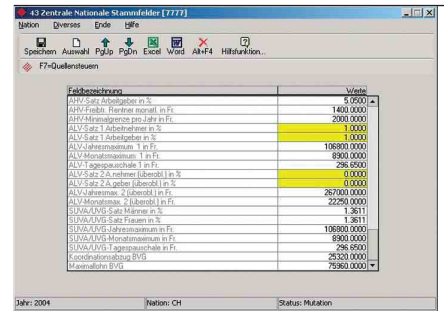 43 Zentrale Nationale Stammfelder [7777]
Nation Diverses Ende Hilfe
Speichern Auswahl PgUp PgDn Excel Word Alt+F4 Hilfsfunktion...
F7=Quellensteuern
Feldbezeichnung Werte
AHV-Satz Arbeitgeber in % 5.0500
AHV-Freibtr. Rentner monatl. in Fr. 1400.0000
AHV-Minimalgrenze pro Jahr in Fr. 2000.0000
ALV-Satz 1 Arbeitnehmer in % 1.0000
ALV-Satz 1 Arbeitgeber in % 1.0000
ALV-Jahresmaximum 1 in Fr. 106800.0000
ALV-Monatsmaximum 1 in Fr. 8900.0000
ALV-Tagespauschale 1 in Fr. 296.6500
ALV-Satz 2 A.nehmer (überobl.) in % 0.0000
ALV-Satz 2 A.geber (überobl.) in % 0.0000
ALV-Jahresmax. 2 (überobl.) in Fr. 267000.0000
ALV-Monatsmax. 2 (überobl.) in Fr. 22250.0000
SUVA/UVG-Satz Männer in % 1.3611
SUVA/UVG-Satz Frauen in % 1.3611
SUVA/UVG-Jahresmaximum in Fr. 106800.0000
SUVA/UVG-Monatsmaximum in Fr. 8900.0000
SUVA/UVG-Tagespauschale in Fr. 296.6500
Koordinationsabzug BVG 25320.0000
Maximallohn BVG 75960.0000
Jahr: 2004 Nation: CH Status: Mutation